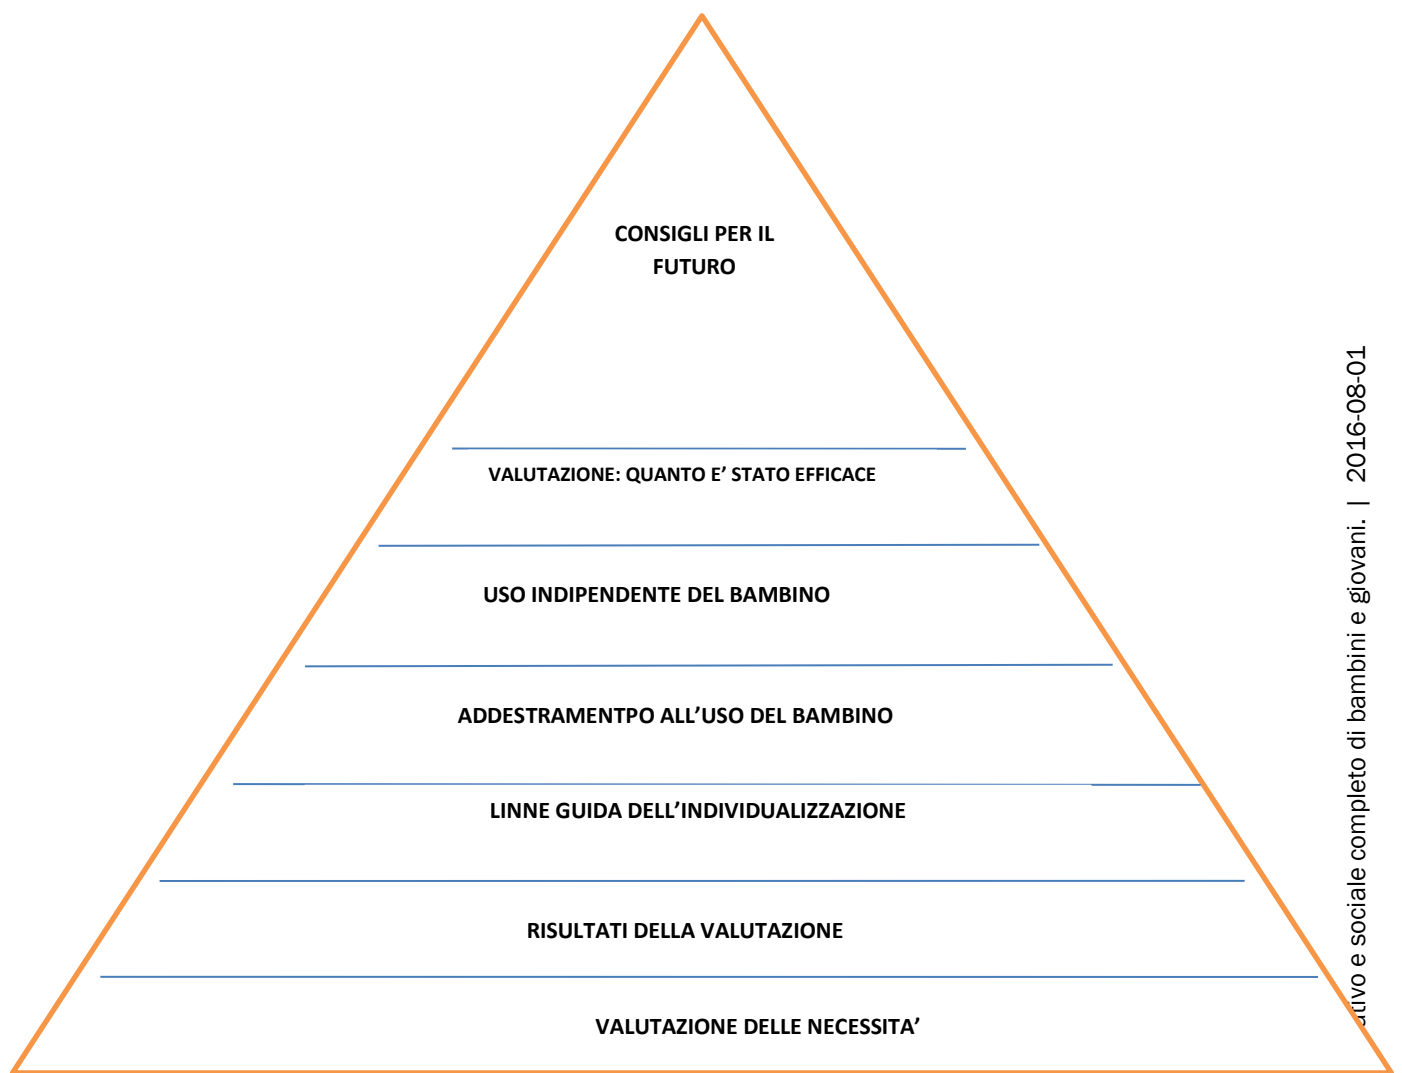 CONSIGLI PER IL
FUTURO
VALUTAZIONE: QUANTO E’ STATO EFFICACE
USO INDIPENDENTE DEL BAMBINO
ADDESTRAMENTPO ALL’USO DEL BAMBINO
LINNE GUIDA DELL’INDIVIDUALIZZAZIONE
RISULTATI DELLA VALUTAZIONE
VALUTAZIONE DELLE NECESSITA’
e sociale completo di bambini e giovani. | 2016-08-01